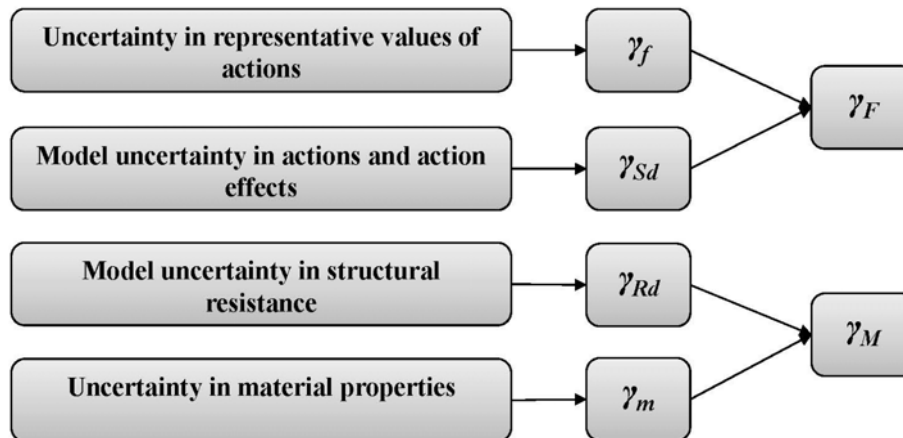 Uncertainty in representative values of
actions
γf
γF
Model uncertainty in actions and action
effects
γSd
Model uncertainty in structural
resistance
γRd
γM
Uncertainty in material properties
γm